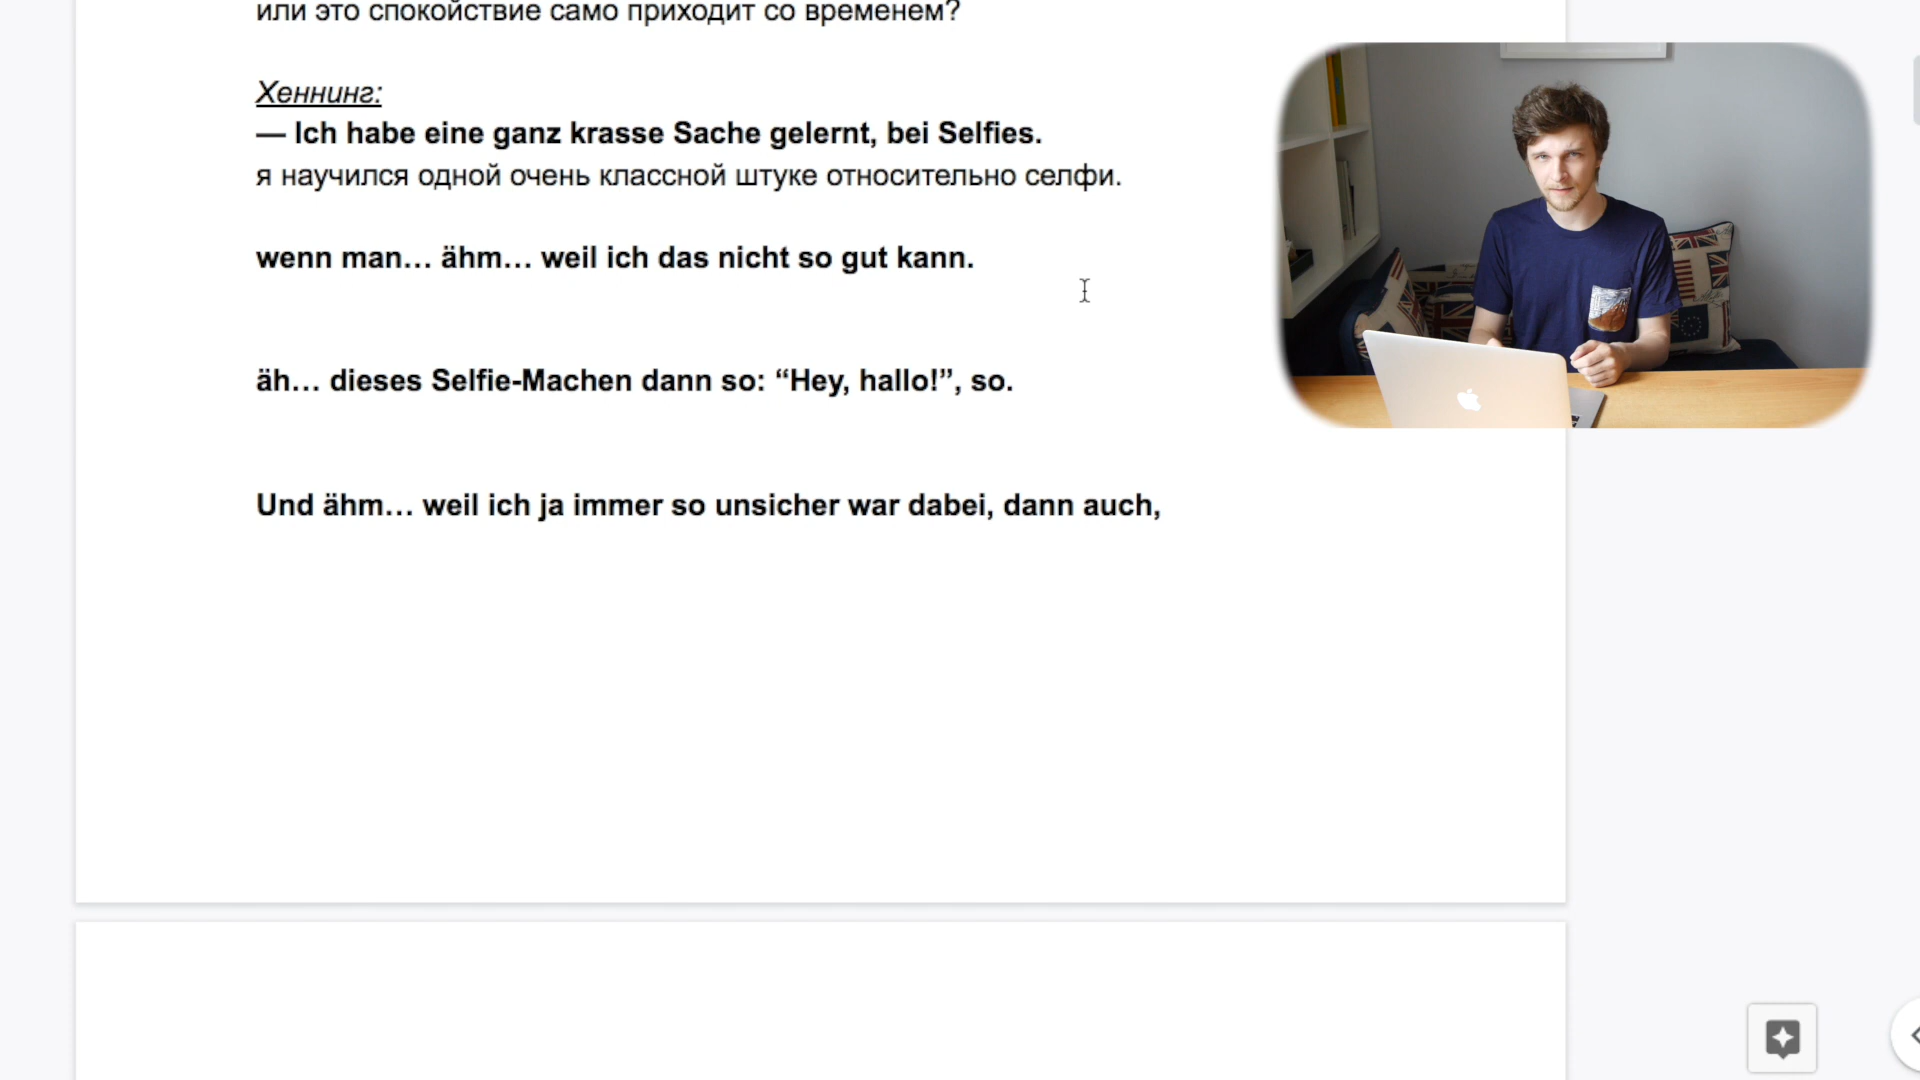 или это спокойствие само приходит со временем?
Хеннинг:
— Ich habe eine ganz krasse Sache gelernt, bei Selfies.
я научился одной очень классной штуке относительно селфи.
wenn man… ähm… weil ich das nicht so gut kann.
äh… dieses Selfie-Machen dann so: “Hey, hallo!”, so.
Und ähm… weil ich ja immer so unsicher war dabei, dann auch,